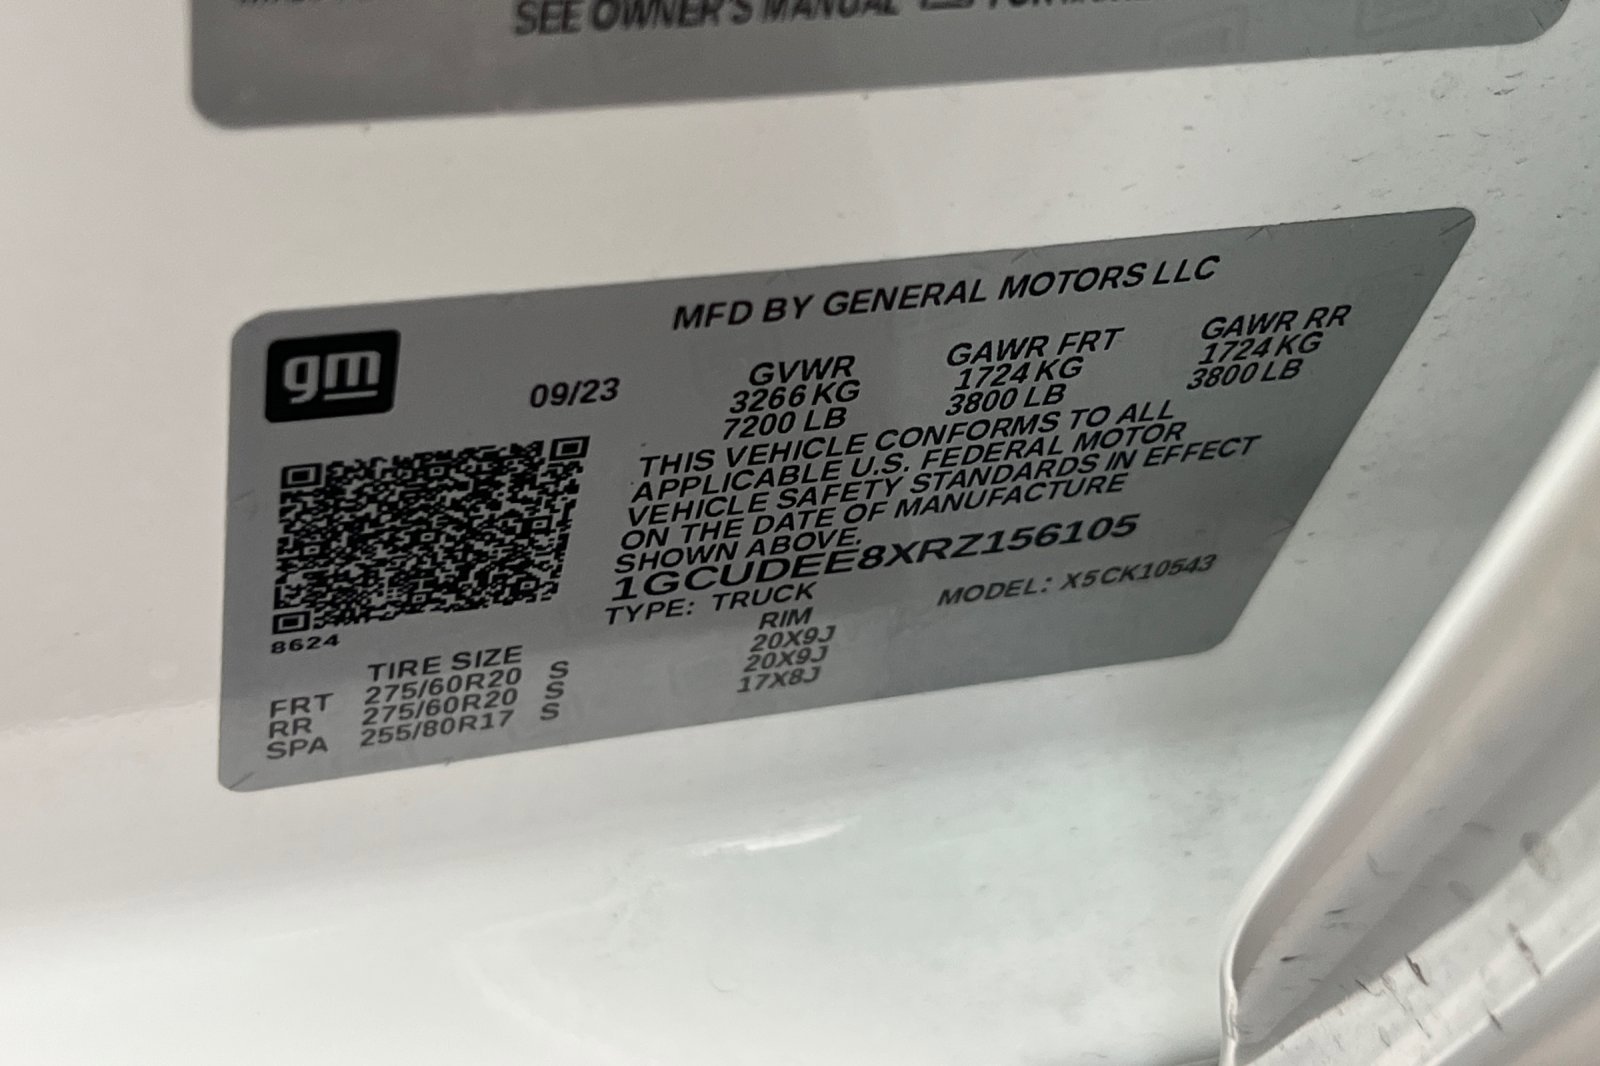 SEE OWNER'S MANUAL
gm
MFD BY GENERAL MOTORS LLC
09/23
GVWR
3266 KG
7200 LB
GAWR FRT
1724 KG
3800 LB
GAWR RR
1724 KG
3800 LB
THIS VEHICLE CONFORMS TO ALL
APPLICABLE U.S. FEDERAL MOTOR
VEHICLE SAFETY STANDARDS IN EFFECT
ON THE DATE OF MANUFACTURE
SHOWN ABOVE.
1GCUDEE8XRZ156105
TYPE: TRUCK MODEL: X5CK10543
8624
TIRE SIZE RIM
FRT 275/60R20 S 20X9J
RR 275/60R20 S 20X9J
SPA 255/80R17 S 17X8J